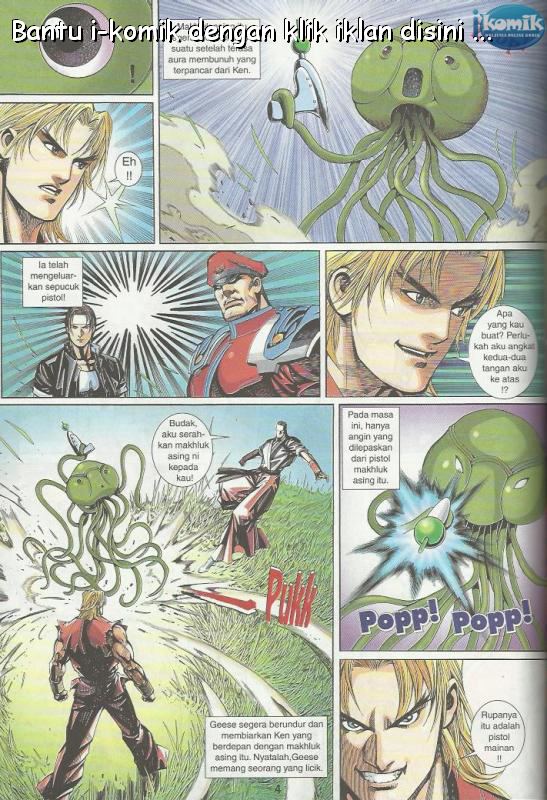 Bantu i-komik dengan klik iklan disini ...
i komik
suatu setelah terasa
aura membunuh yang
terpancar dari Ken.
!
Eh
!!
Ia telah
mengeluar-
kan sepucuk
pistol!
Apa
yang kau
buat? Perlu-
kah aku angkat
kedua-dua
tangan aku
ke atas
!?
Budak,
aku serah-
kan makhluk
asing ni
kepada
kau!
Pukk
Geese segera berundur dan
membiarkan Ken yang
berdepan dengan makhluk
asing itu. Nyatalah,Geese
memang seorang yang licik.
Pada masa
ini, hanya
angin yang
dilepaskan
dari pistol
makhluk
asing itu.
Popp! Popp!
Rupanya
itu adalah
pistol
mainan
!!
4